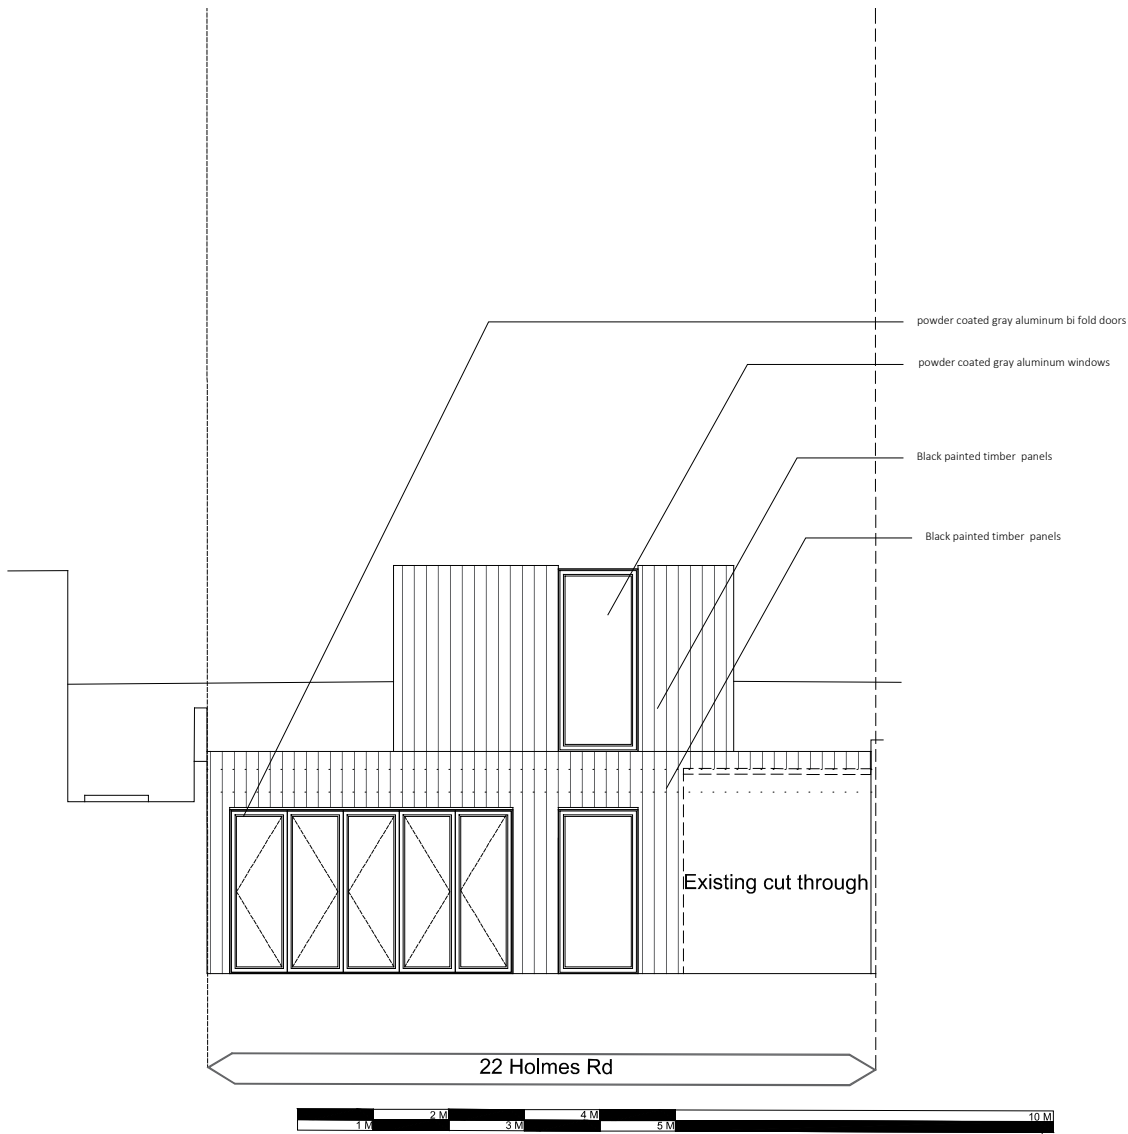 powder coated gray aluminum bi fold doors
powder coated gray aluminum windows
Black painted timber  panels
Black painted timber  panels
Existing cut through
22 Holmes Rd
2 M 4 M 10 M
1 M 3 M 5 M